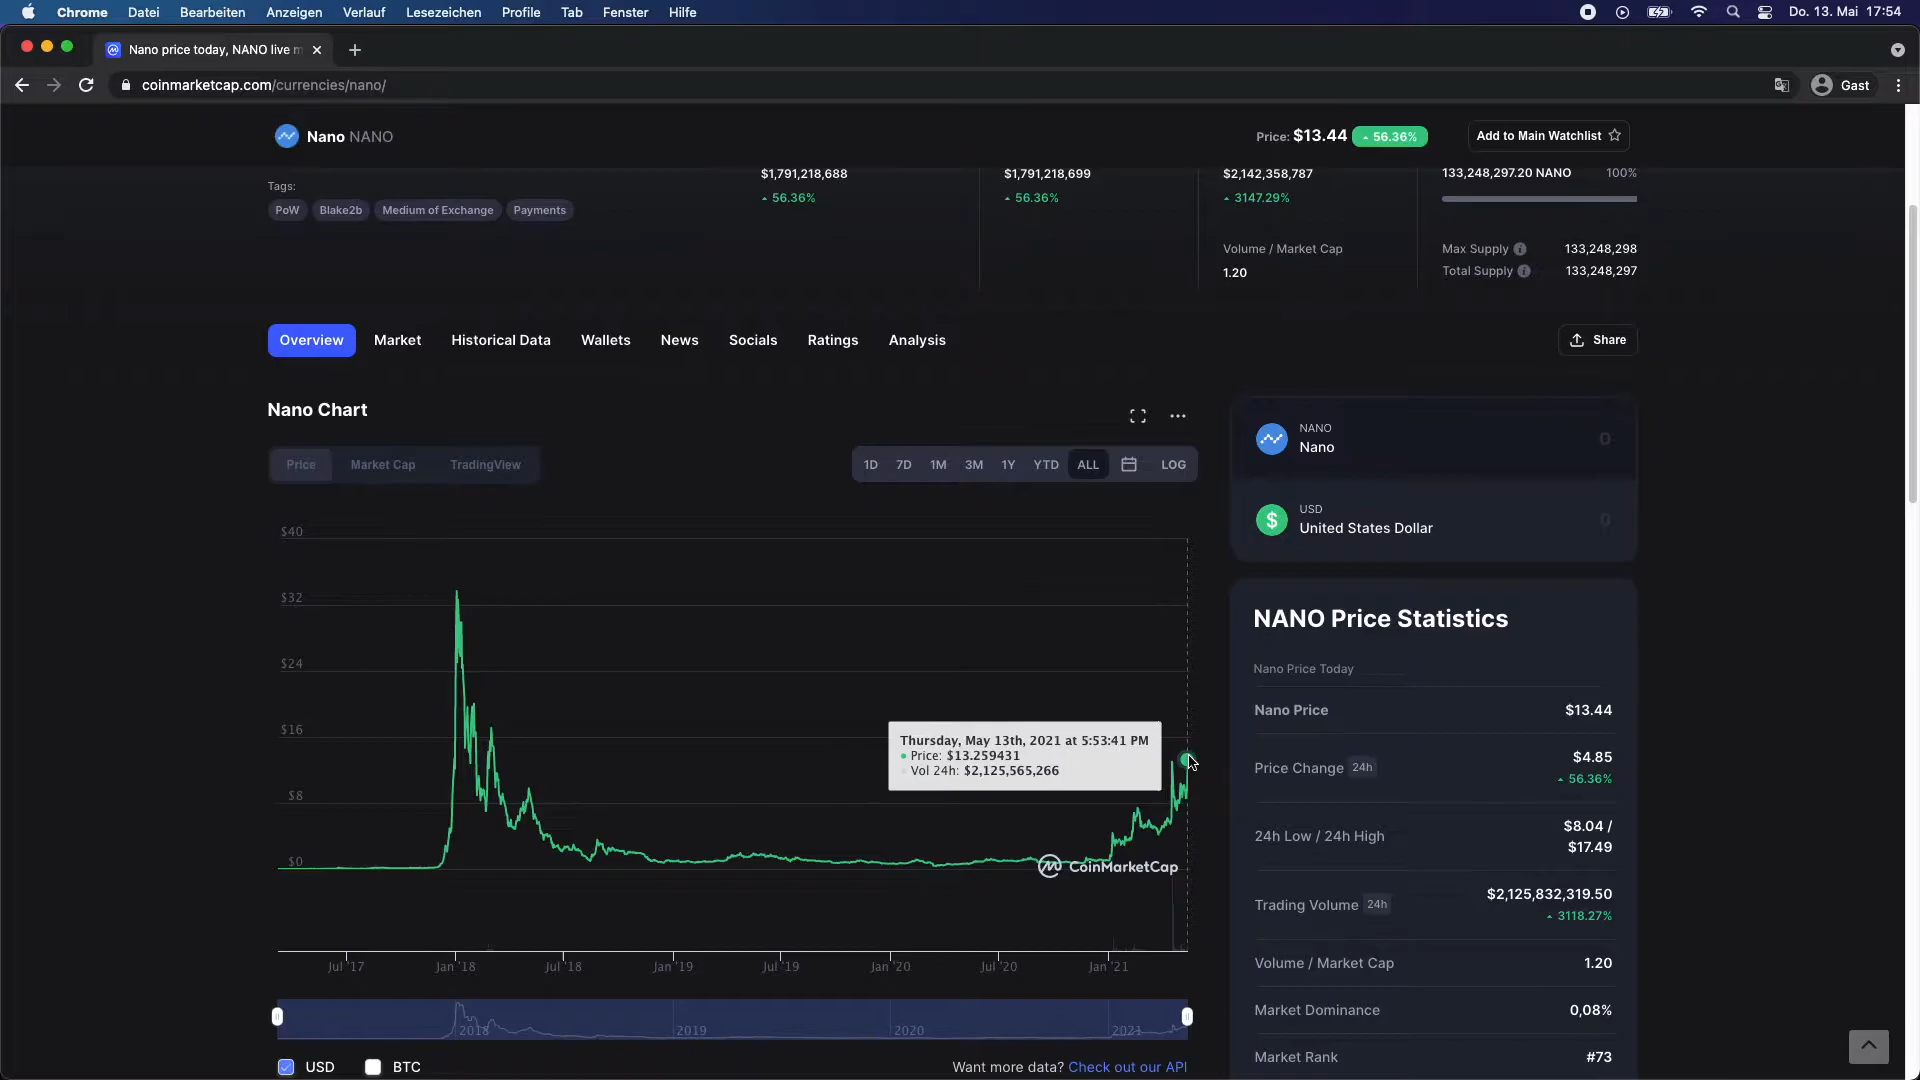 Chrome Datei Bearbeiten Anzeigen Verlauf Lesezeichen Profile Tab Fenster Hilfe Do. 13. Mai 17:54
Nano price today, NANO live m
coinmarketcap.com/currencies/nano/ Gast
Nano NANO Price: $13.44 56.36% Add to Main Watchlist
$1,791,218,688 $1,791,218,699 $2,142,358,787 133,248,297.20 NANO 100%
Tags: 56.36% 56.36% 3147.29%
PoW Blake2b Medium of Exchange Payments
Volume / Market Cap Max Supply 133,248,298
1.20 Total Supply 133,248,297
Overview Market Historical Data Wallets News Socials Ratings Analysis Share
Nano Chart
NANO
Nano 0
Price Market Cap TradingView 1D 7D 1M 3M 1Y YTD ALL LOG
USD
United States Dollar 0
$40
$32
$24
$16
$8
$0
Thursday, May 13th, 2021 at 5:53:41 PM
Price: $13.259431
Vol 24h: $2,125,565,266
CoinMarketCap
Jul '17 Jan '18 Jul '18 Jan '19 Jul '19 Jan '20 Jul '20 Jan '21
2018 2019 2020 2021
USD BTC Want more data? Check out our API
NANO Price Statistics
Nano Price Today
Nano Price $13.44
Price Change 24h $4.85
56.36%
24h Low / 24h High $8.04 /
$17.49
Trading Volume 24h $2,125,832,319.50
3118.27%
Volume / Market Cap 1.20
Market Dominance 0,08%
Market Rank #73